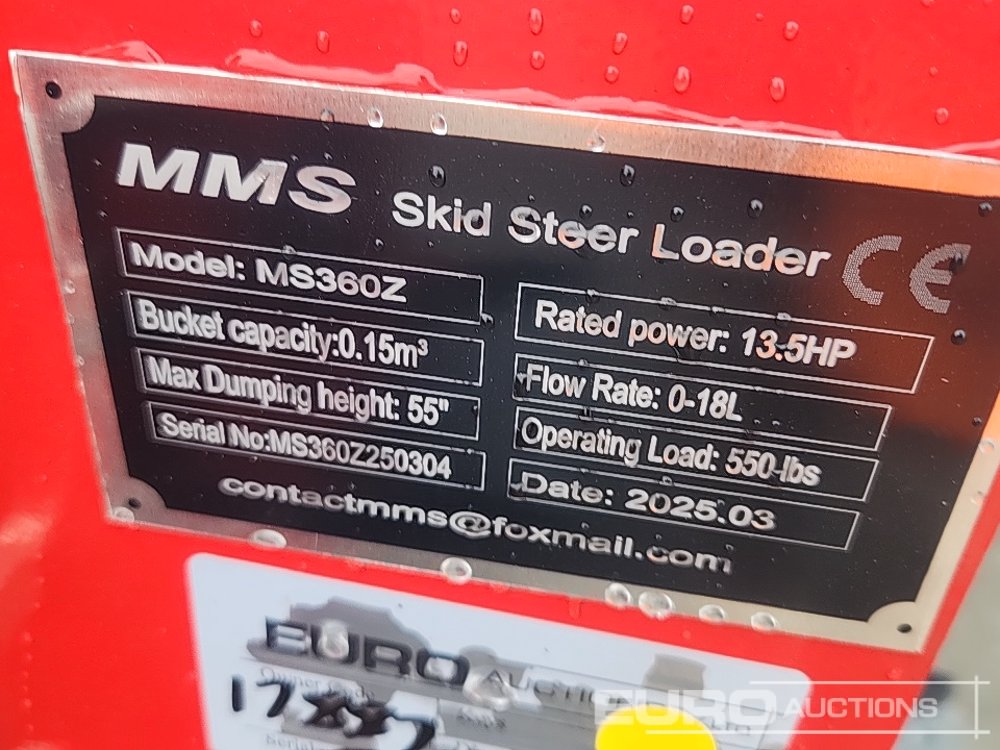 MMS Skid Steer Loader CE
Model: MS360Z
Bucket capacity:0.15m³
Max Dumping height: 55"
Serial No:MS360Z250304
Rated power: 13.5HP
Flow Rate: 0-18L
Operating Load: 550-lbs
Date: 2025.03
contactmms@foxmail.com
EURO AUCTIONS
EURO AUCTIONS